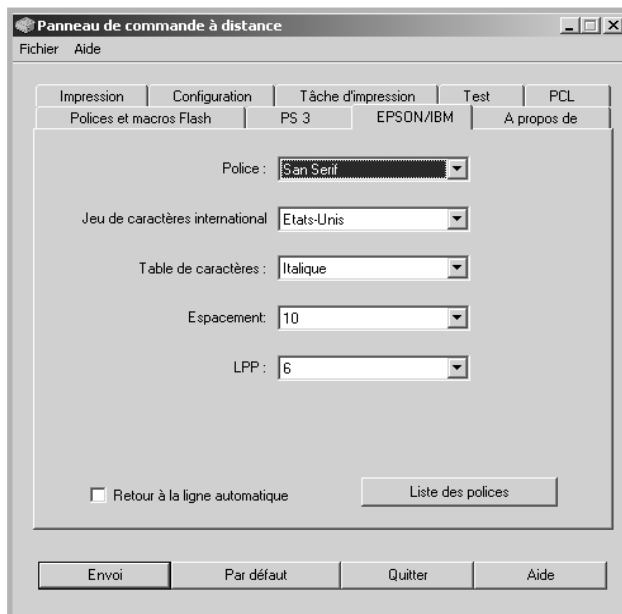 Panneau de commande à distance
Fichier Aide
Impression Configuration Tâche d'impression Test PCL
Polices et macros Flash PS 3 EPSON/IBM A propos de
Police : San Serif
Jeu de caractères international Etats-Unis
Table de caractères : Italique
Espacement: 10
LPP : 6
Retour à la ligne automatique Liste des polices
Envoi Par défaut Quitter Aide